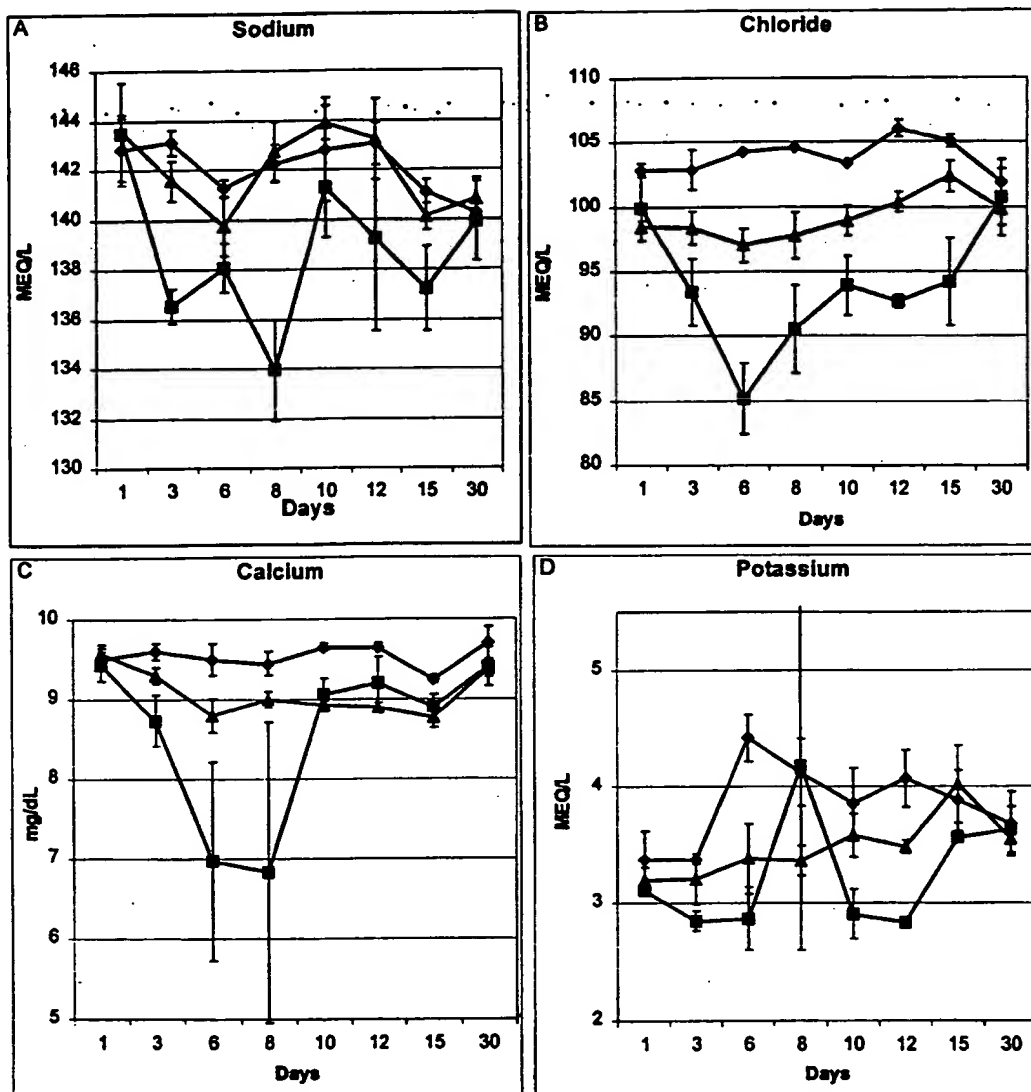 A
Sodium
MEQ/L
146
144
142
140
138
136
134
132
130
1 3 6 8 10 12 15 30
Days
B
Chloride
MEQ/L
110
105
100
95
90
85
80
1 3 6 8 10 12 15 30
Days
C
Calcium
mg/dL
10
9
8
7
6
5
1 3 6 8 10 12 15 30
Days
D
Potassium
MEQ/L
5
4
3
2
1 3 6 8 10 12 15 30
Days